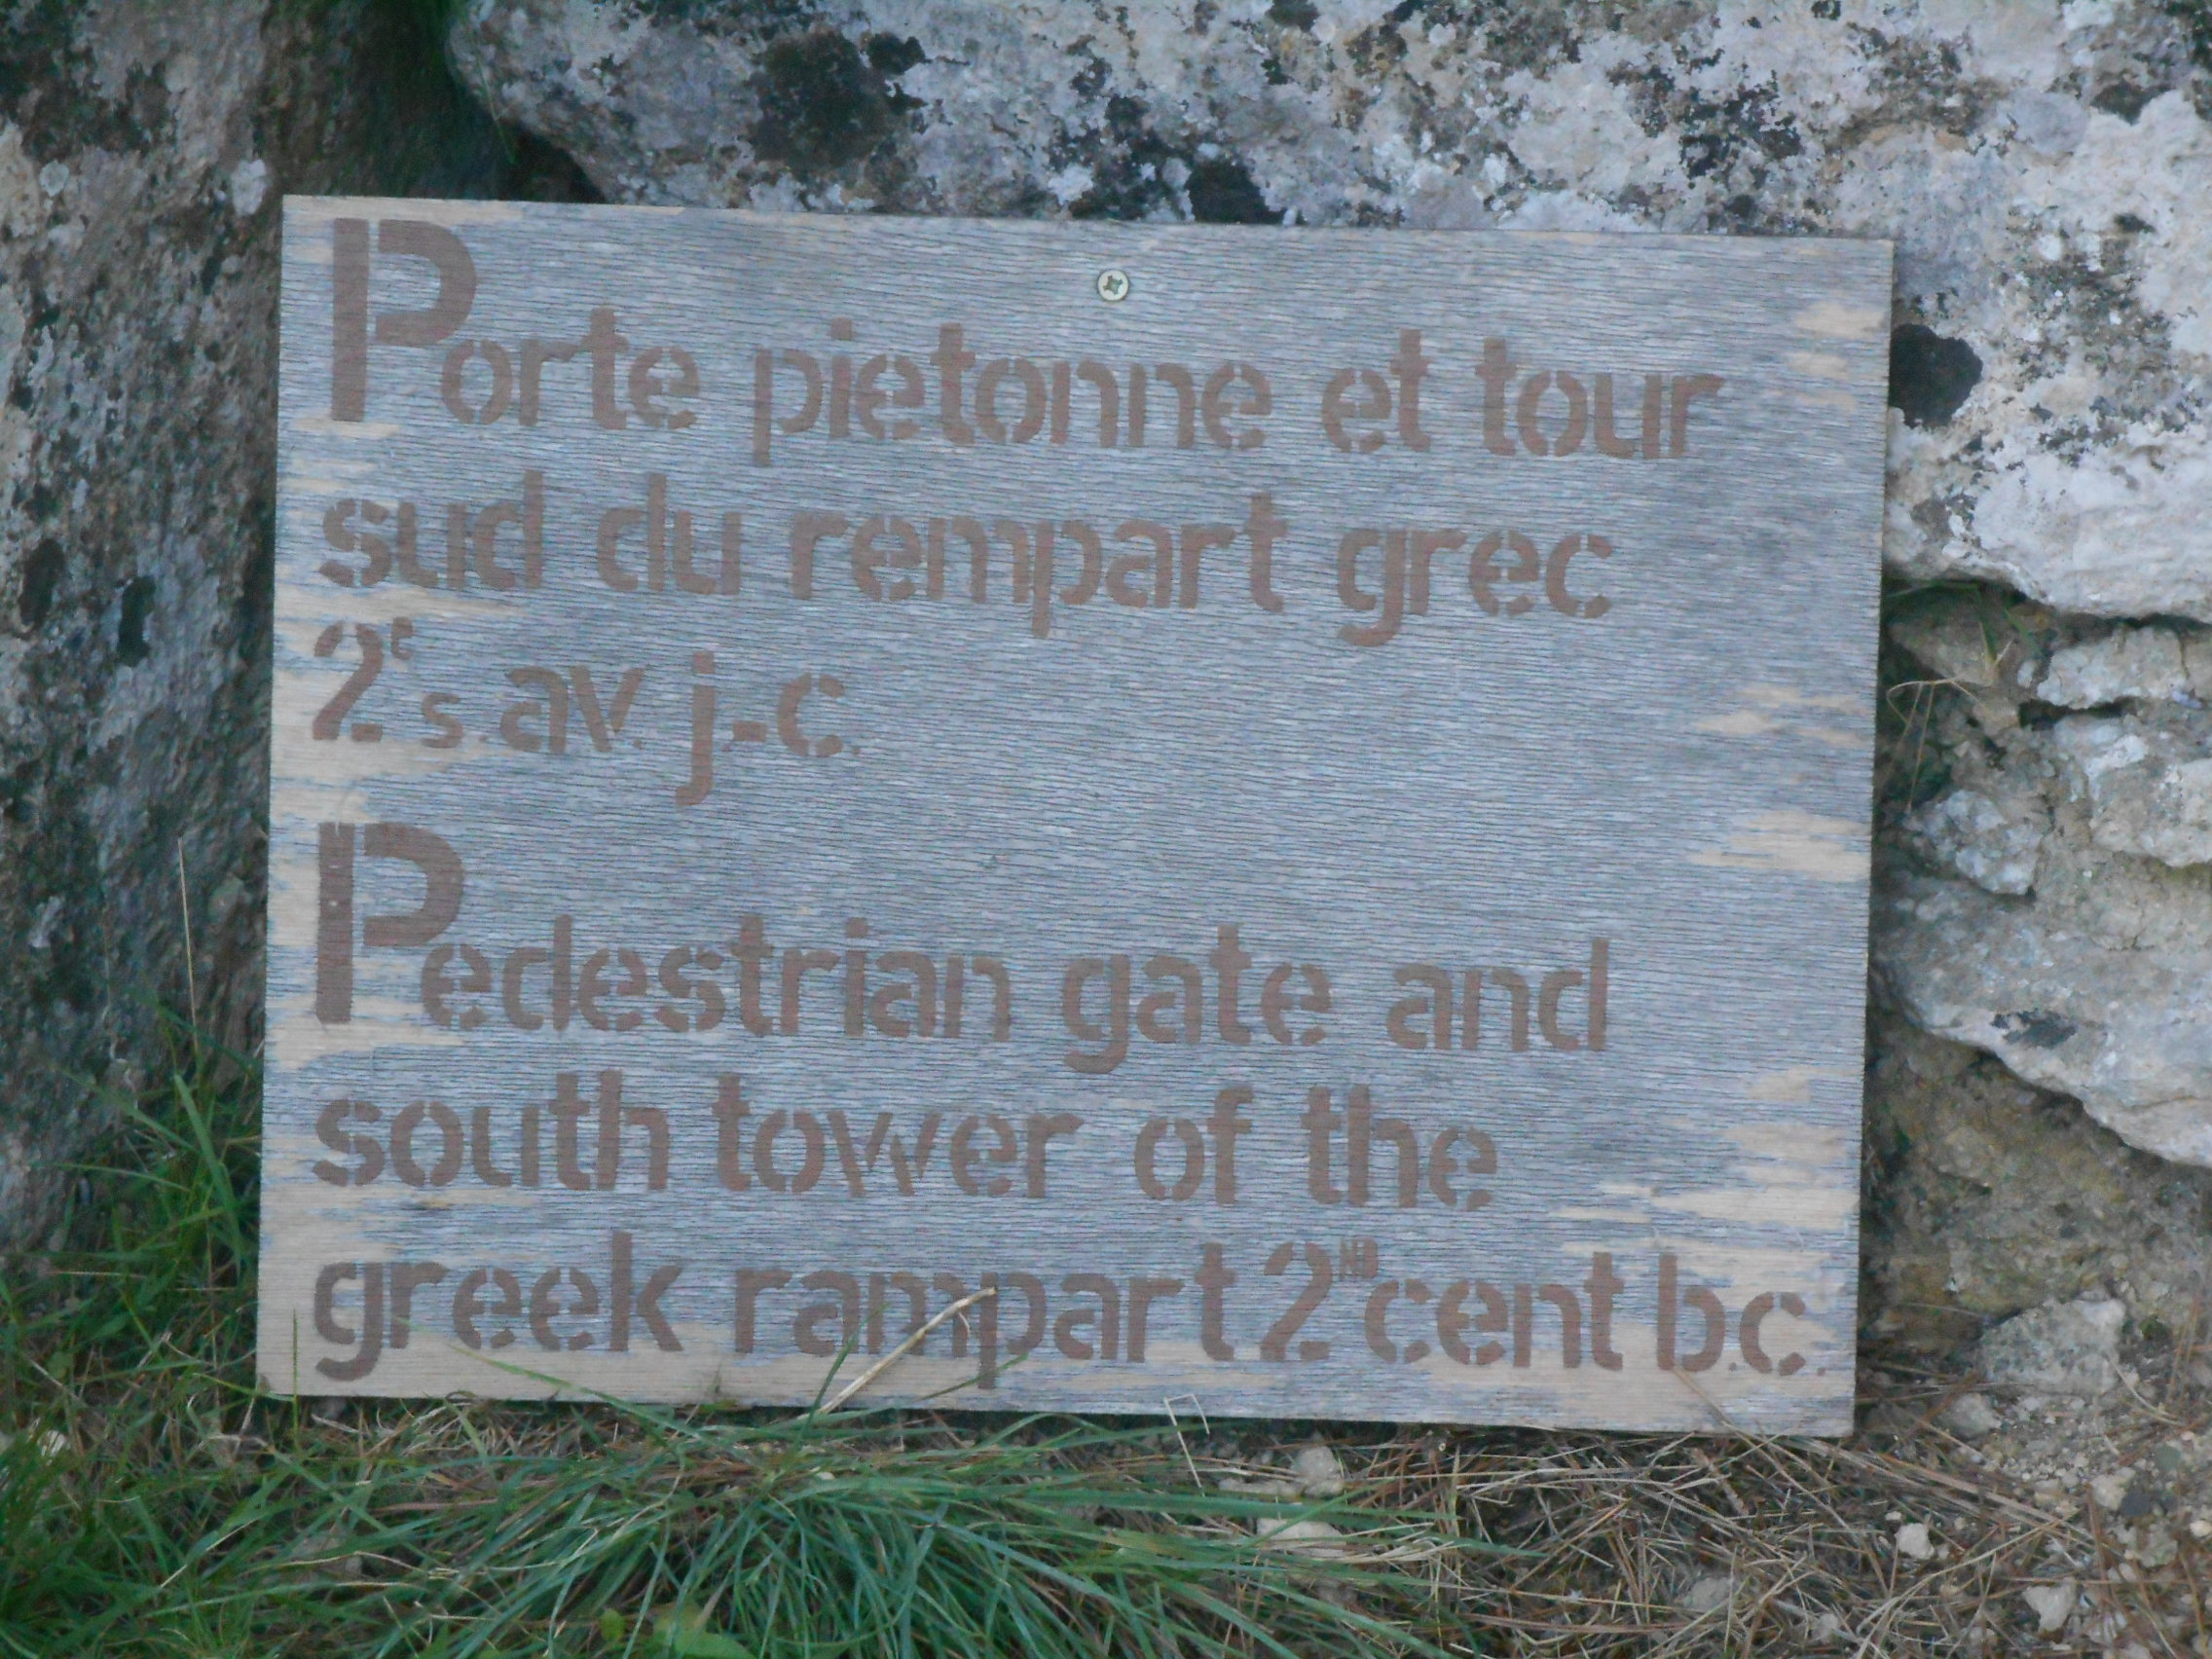 Porte pietonne et tour
sud du rempart grec
2e s. av. j.-c.
Pedestrian gate and
south tower of the
greek rampart 2ND cent b.c.